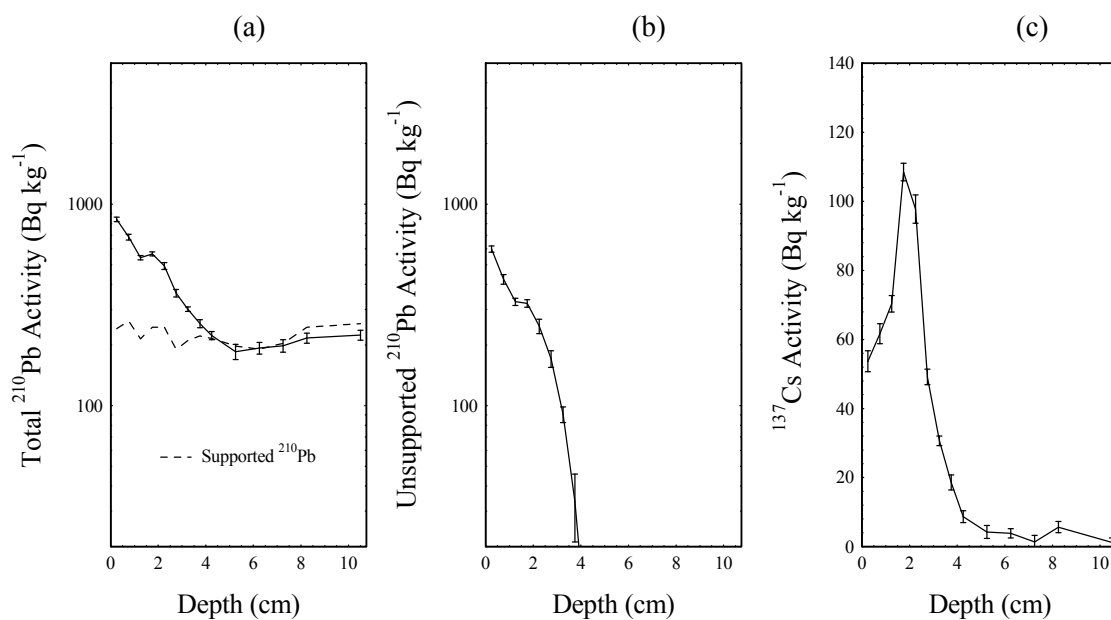 (a)
Total ²¹⁰Pb Activity (Bq kg⁻¹)
1000
100
Supported ²¹⁰Pb
0 2 4 6 8 10
Depth (cm)
(b)
Unsupported ²¹⁰Pb Activity (Bq kg⁻¹)
1000
100
0 2 4 6 8 10
Depth (cm)
(c)
¹³⁷Cs Activity (Bq kg⁻¹)
140
120
100
80
60
40
20
0
0 2 4 6 8 10
Depth (cm)